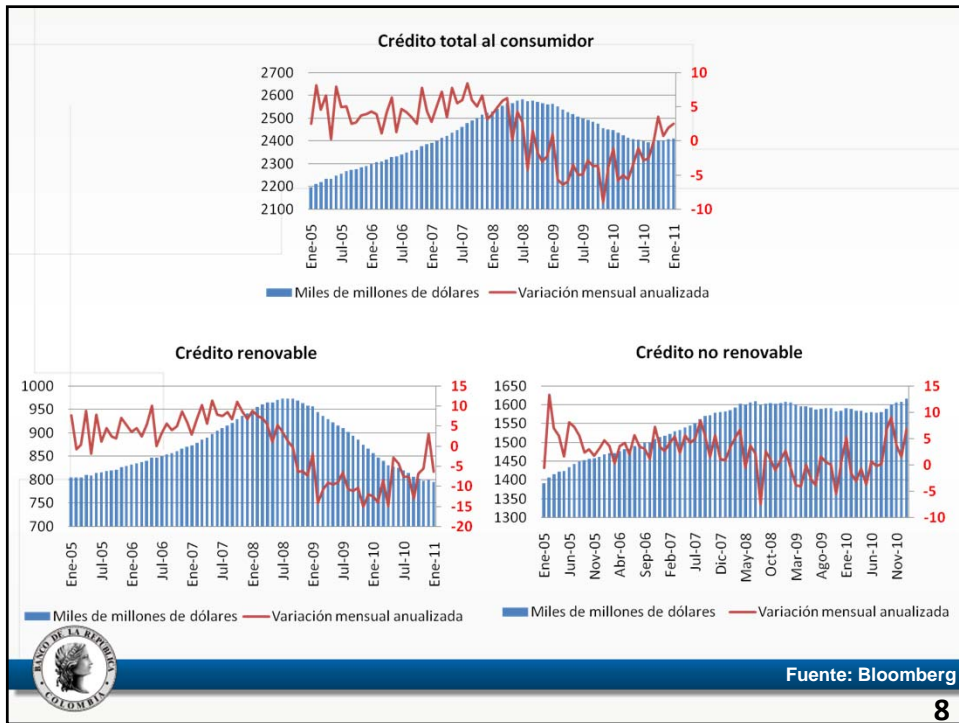 Crédito total al consumidor
2700
2600
2500
2400
2300
2200
2100
10
5
0
-5
-10
Ene-05
Jul-05
Ene-06
Jul-06
Ene-07
Jul-07
Ene-08
Jul-08
Ene-09
Jul-09
Ene-10
Jul-10
Ene-11
Miles de millones de dólares
Variación mensual anualizada
Crédito renovable
1000
950
900
850
800
750
700
15
10
5
0
-5
-10
-15
-20
Ene-05
Jul-05
Ene-06
Jul-06
Ene-07
Jul-07
Ene-08
Jul-08
Ene-09
Jul-09
Ene-10
Jul-10
Ene-11
Miles de millones de dólares
Variación mensual anualizada
Crédito no renovable
1650
1600
1550
1500
1450
1400
1350
1300
15
10
5
0
-5
-10
Ene-05
Jun-05
Nov-05
Abr-06
Sep-06
Feb-07
Jul-07
Dic-07
May-08
Oct-08
Mar-09
Ago-09
Ene-10
Jun-10
Nov-10
Miles de millones de dólares
Variación mensual anualizada
BANCO DE LA REPÚBLICA
COLOMBIA
Fuente: Bloomberg
8